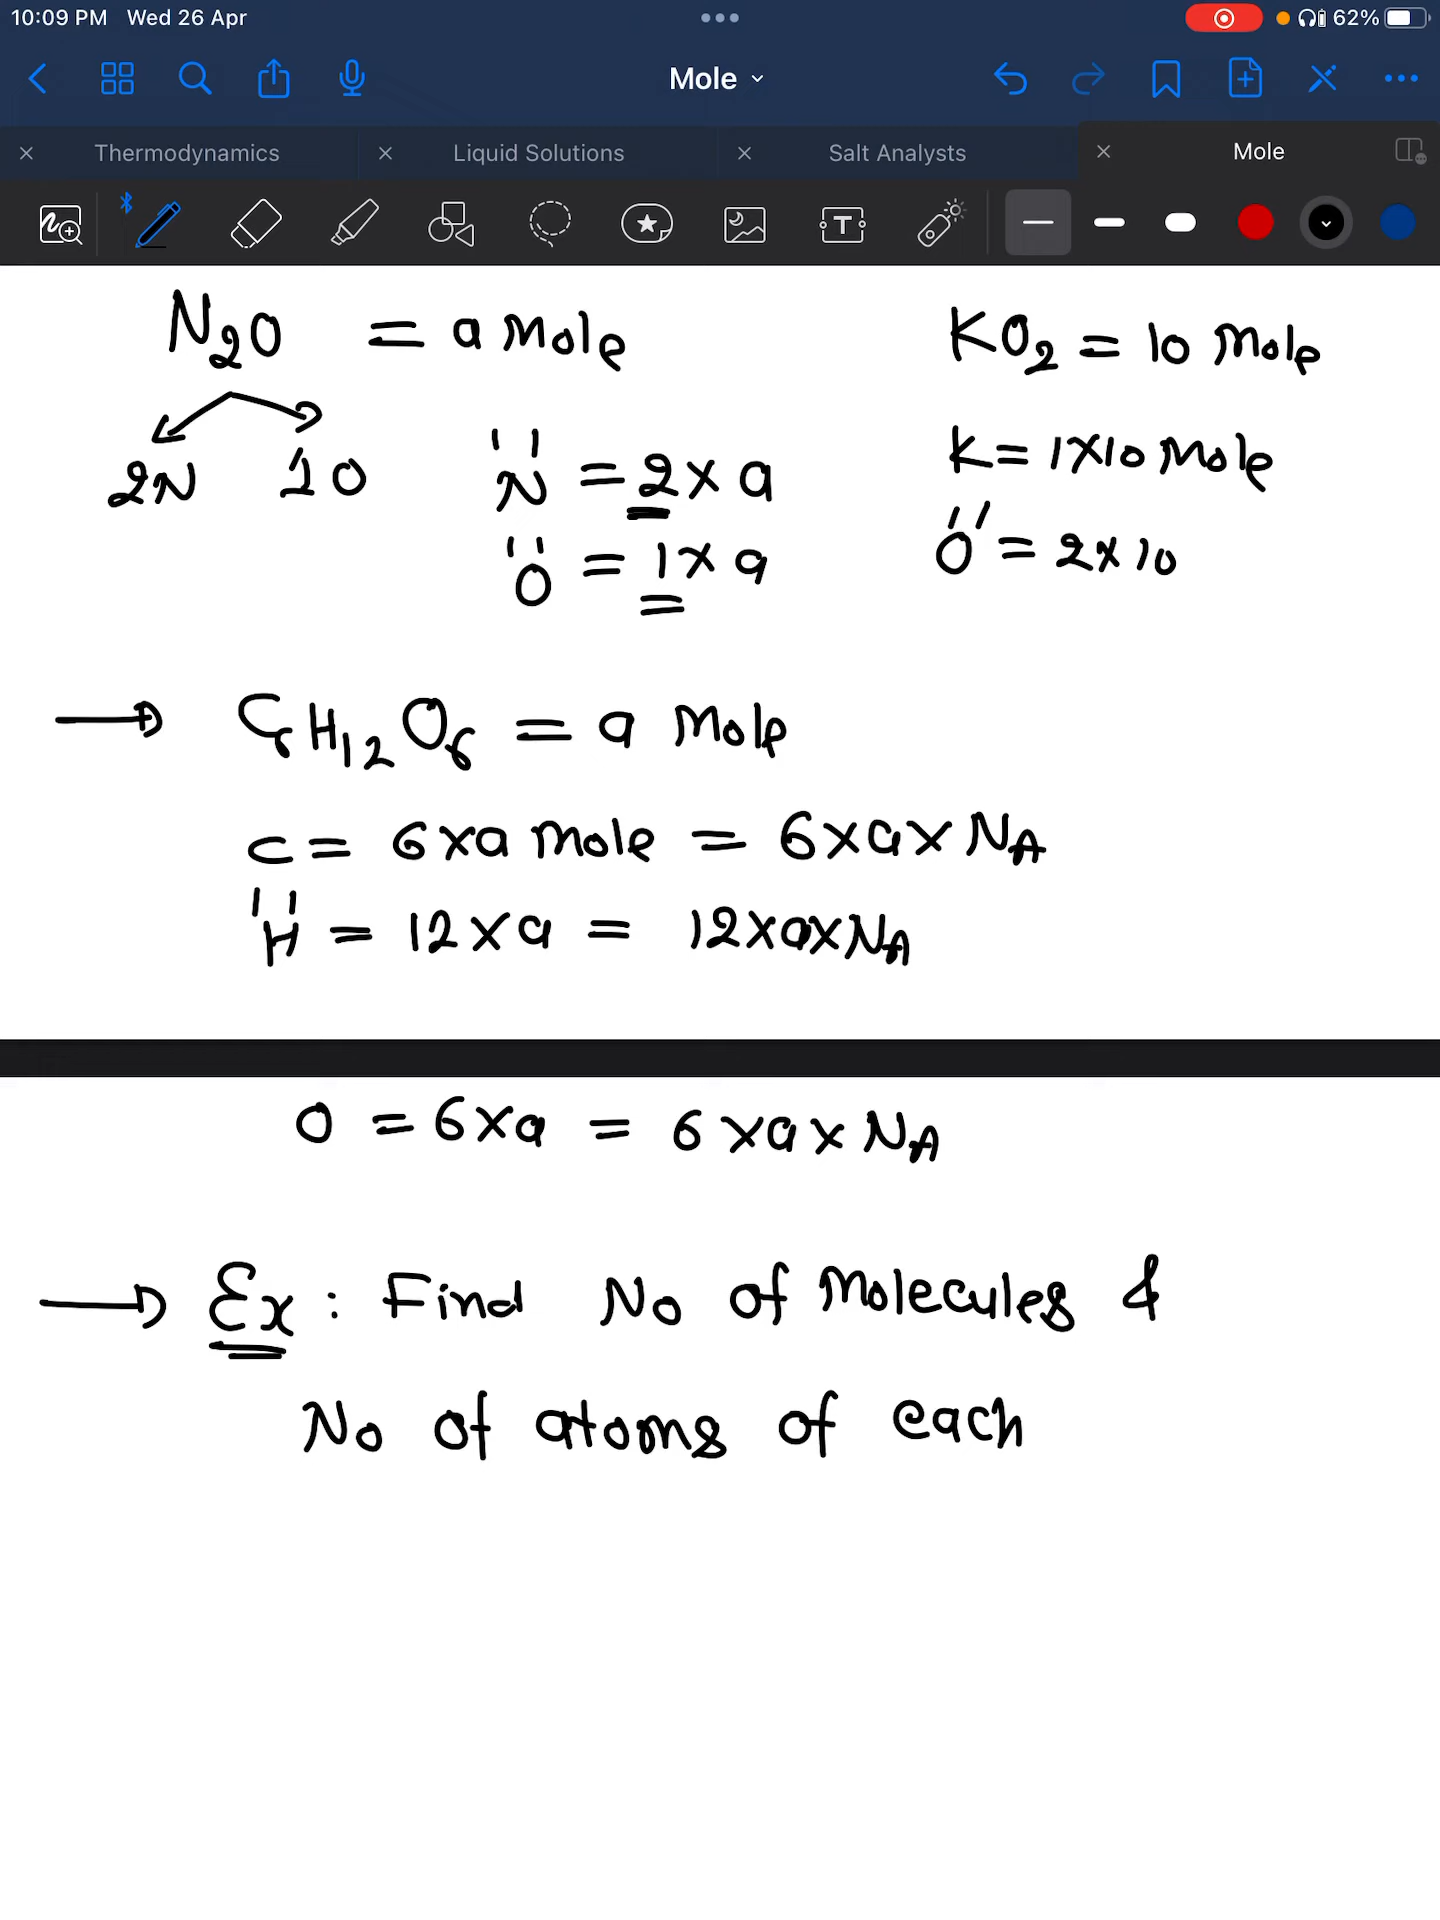 10:09 PM Wed 26 Apr 62%
Mole
Thermodynamics Liquid Solutions Salt Analysts Mole
N2O = a mole KO2 = 10 Mole
2N 1O "N = 2 x a K = 1x10 Mole
"O = 1 x a "O = 2 x 10
→ C6H12O6 = a Mole
C = 6 x a mole = 6 x a x NA
"H = 12 x a = 12 x a x NA
O = 6 x a = 6 x a x NA
→ Ex : Find No of Molecules &
No of atoms of each